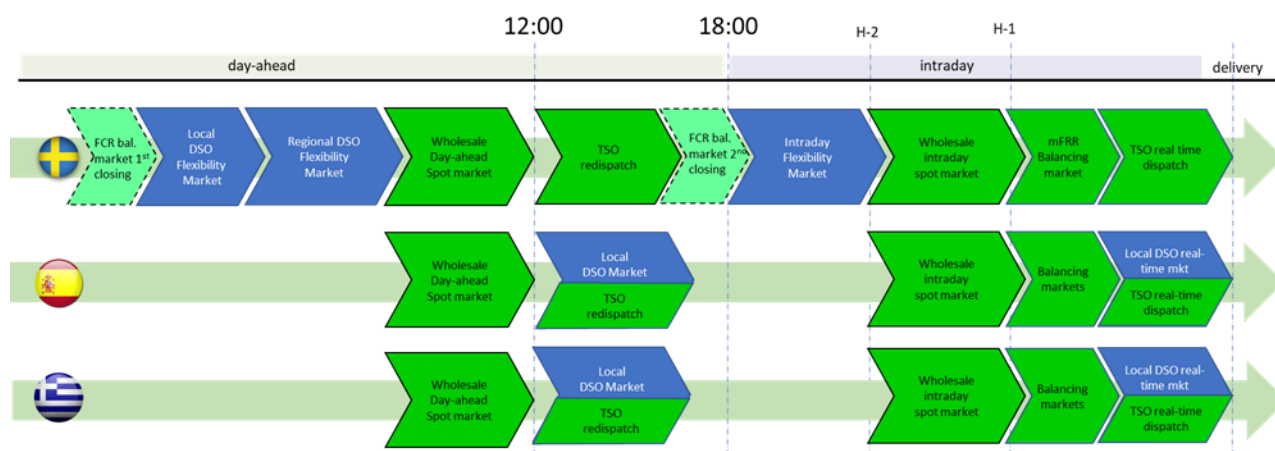 12:00
18:00
H-2
H-1
day-ahead
intraday
delivery
FCR bal.
market 1st
closing
Local
DSO
Flexibility
Market
Regional DSO
Flexibility
Market
Wholesale
Day-ahead
Spot market
TSO
redispatch
FCR bal.
market 2nd
closing
Intraday
Flexibility
Market
Wholesale
intraday
spot market
mFRR
Balancing
market
TSO real time
dispatch
Wholesale
Day-ahead
Spot market
Local
DSO Market
TSO
redispatch
Wholesale
intraday
spot market
Balancing
markets
Local DSO real-
time mkt
TSO real-time
dispatch
Wholesale
Day-ahead
Spot market
Local
DSO Market
TSO
redispatch
Wholesale
intraday
spot market
Balancing
markets
Local DSO real-
time mkt
TSO real-time
dispatch